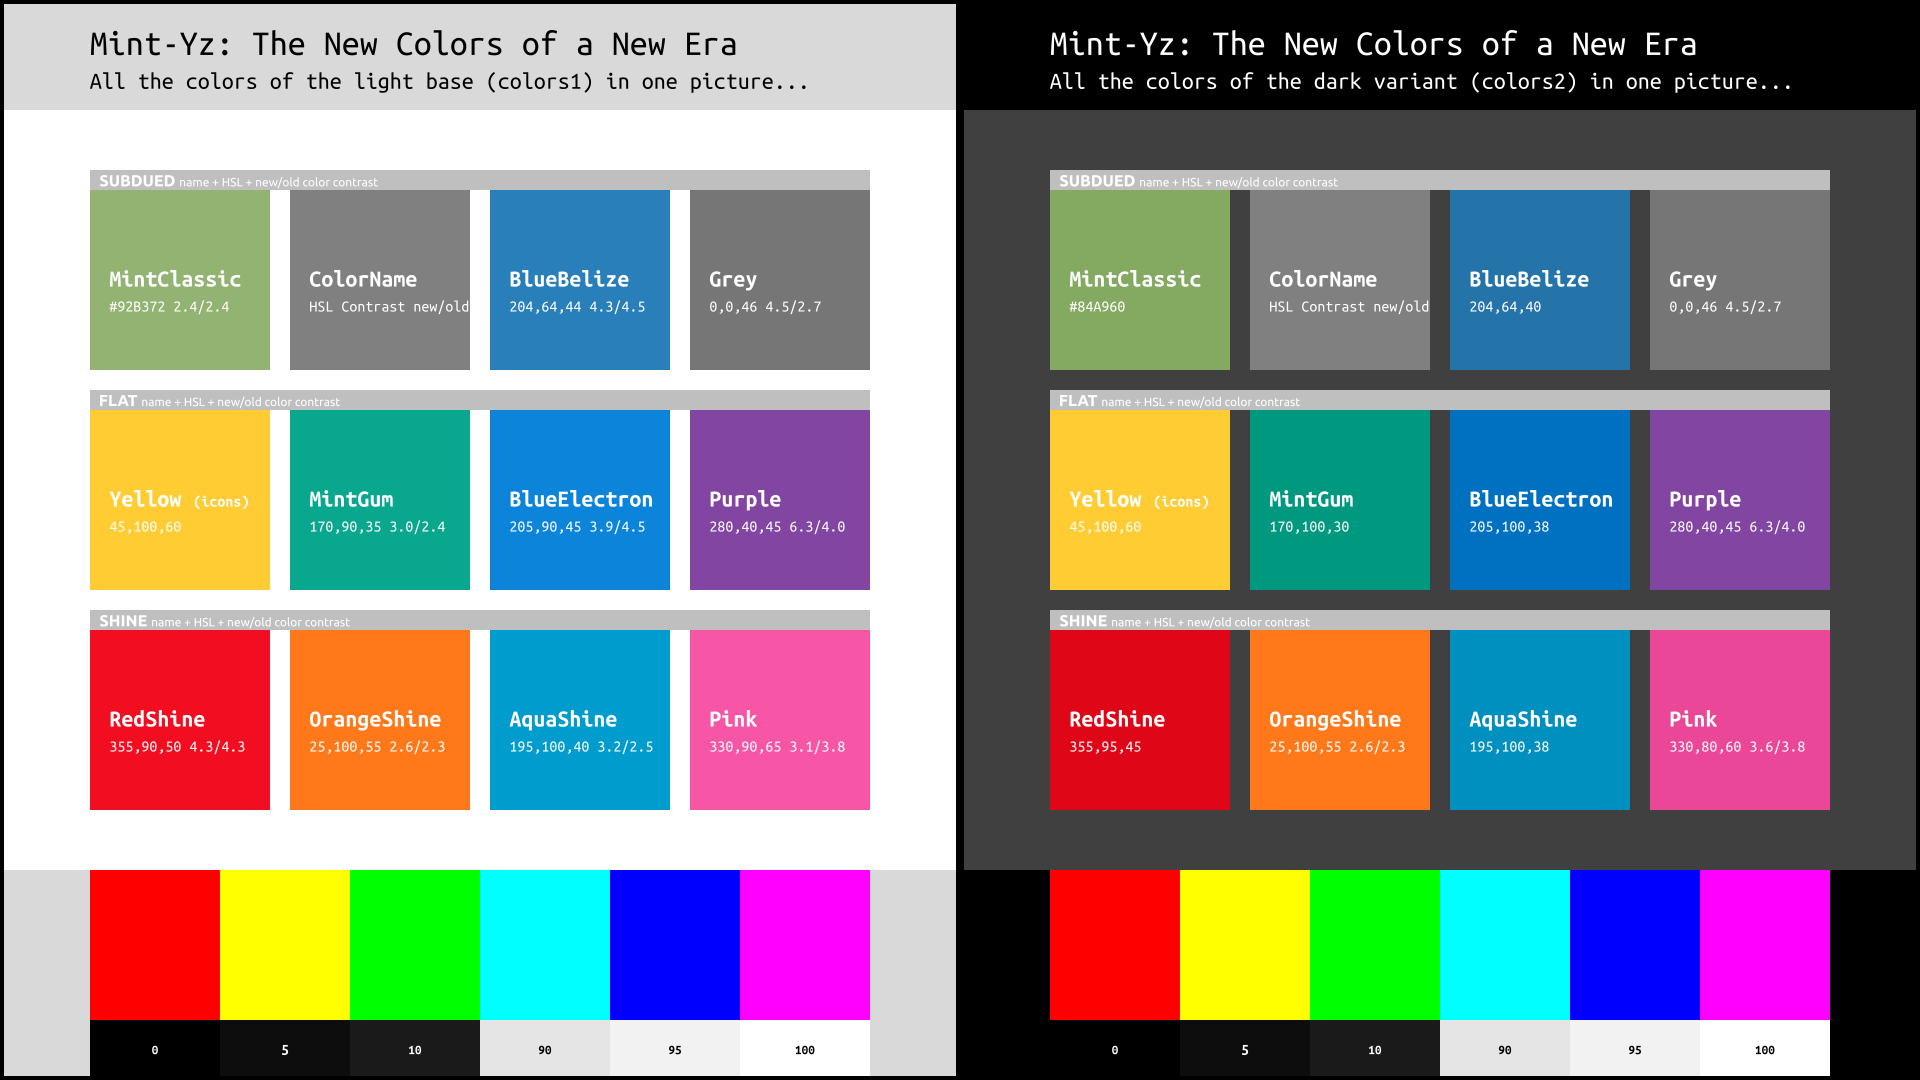 Mint-Yz: The New Colors of a New Era
All the colors of the light base (colors1) in one picture...
SUBDUED name + HSL + new/old color contrast
MintClassic
#92B372 2.4/2.4
ColorName
HSL Contrast new/old
BlueBelize
204,64,44 4.3/4.5
Grey
0,0,46 4.5/2.7
FLAT name + HSL + new/old color contrast
Yellow (icons)
45,100,60
MintGum
170,90,35 3.0/2.4
BlueElectron
205,90,45 3.9/4.5
Purple
280,40,45 6.3/4.0
SHINE name + HSL + new/old color contrast
RedShine
355,90,50 4.3/4.3
OrangeShine
25,100,55 2.6/2.3
AquaShine
195,100,40 3.2/2.5
Pink
330,90,65 3.1/3.8
0 5 10 90 95 100
Mint-Yz: The New Colors of a New Era
All the colors of the dark variant (colors2) in one picture...
SUBDUED name + HSL + new/old color contrast
MintClassic
#84A960
ColorName
HSL Contrast new/old
BlueBelize
204,64,40
Grey
0,0,46 4.5/2.7
FLAT name + HSL + new/old color contrast
Yellow (icons)
45,100,60
MintGum
170,100,30
BlueElectron
205,100,38
Purple
280,40,45 6.3/4.0
SHINE name + HSL + new/old color contrast
RedShine
355,95,45
OrangeShine
25,100,55 2.6/2.3
AquaShine
195,100,38
Pink
330,80,60 3.6/3.8
0 5 10 90 95 100